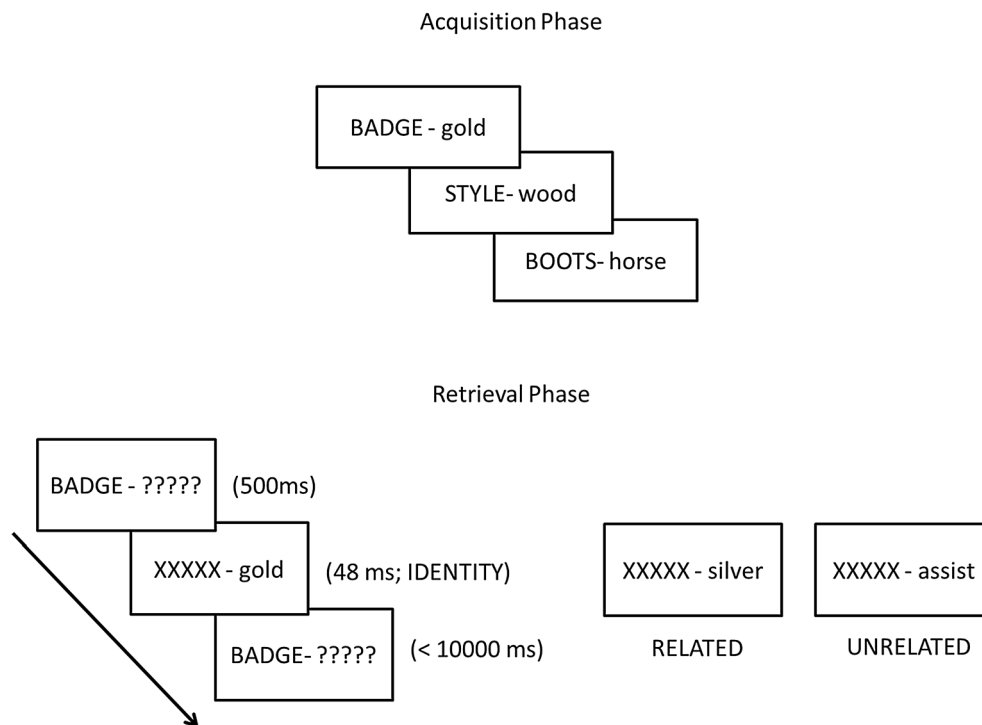 Acquisition Phase
BADGE - gold
STYLE- wood
BOOTS- horse
Retrieval Phase
BADGE - ????? (500ms)
XXXXX - gold (48 ms; IDENTITY) XXXXX - silver XXXXX - assist
BADGE- ????? (< 10000 ms) RELATED UNRELATED